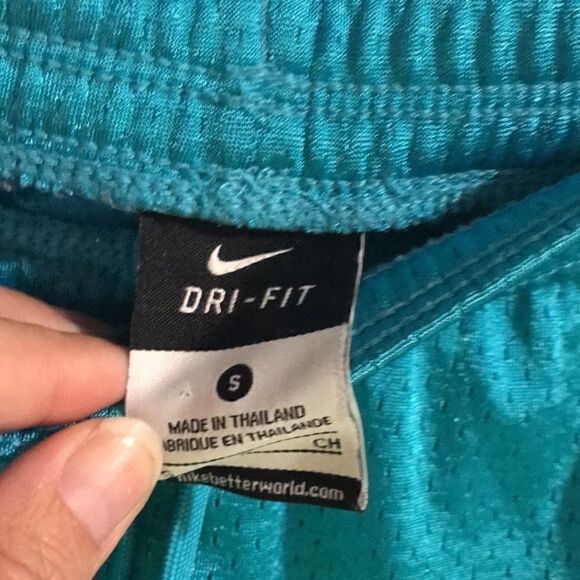 DRI-FIT
S
MADE IN THAILAND
ABRIQUE EN THAILANDE
CH
nikebetterworld.com